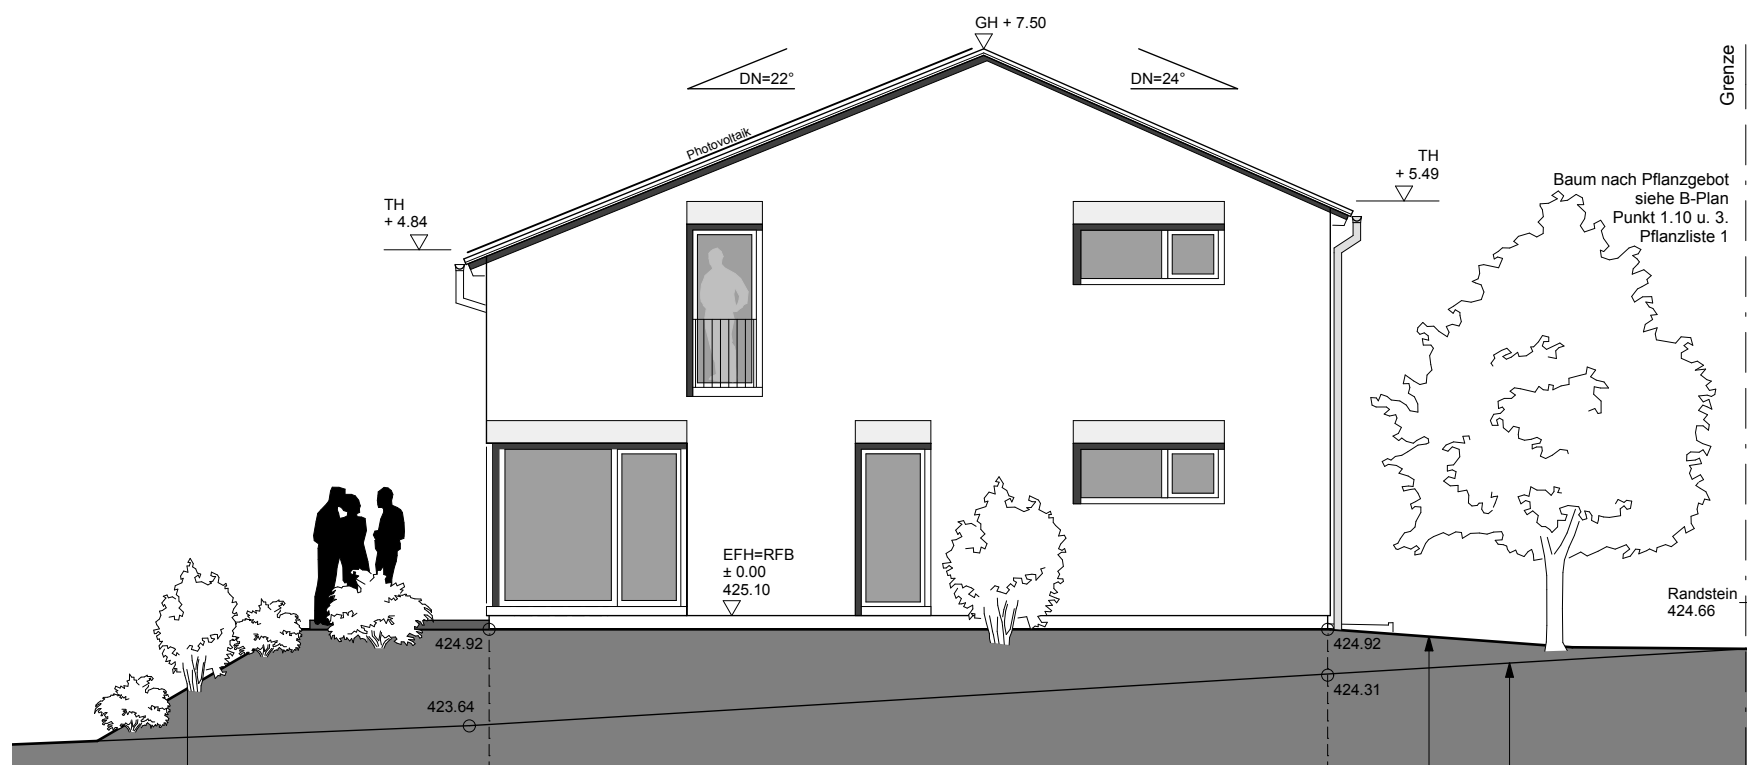 GH + 7.50
DN=22°
DN=24°
Grenze
Photovoltaik
TH
+ 5.49
Baum nach Pflanzgebot
siehe B-Plan
Punkt 1.10 u. 3.
Pflanzliste 1
TH
+ 4.84
EFH=RFB
± 0.00
425.10
Randstein
424.66
424.92
424.92
424.31
423.64